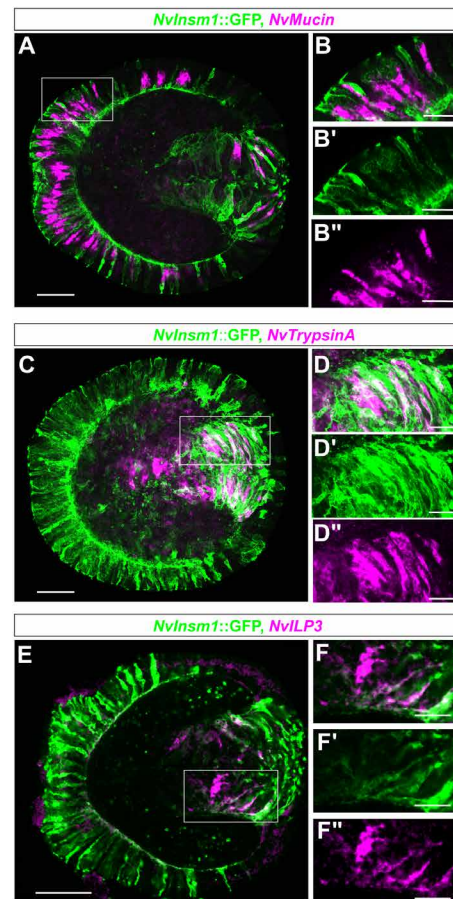 NvInsm1::GFP, NvMucin
A
B
B'
B"
NvInsm1::GFP, NvTrypsinA
C
D
D'
D"
NvInsm1::GFP, NvILP3
E
F
F'
F"